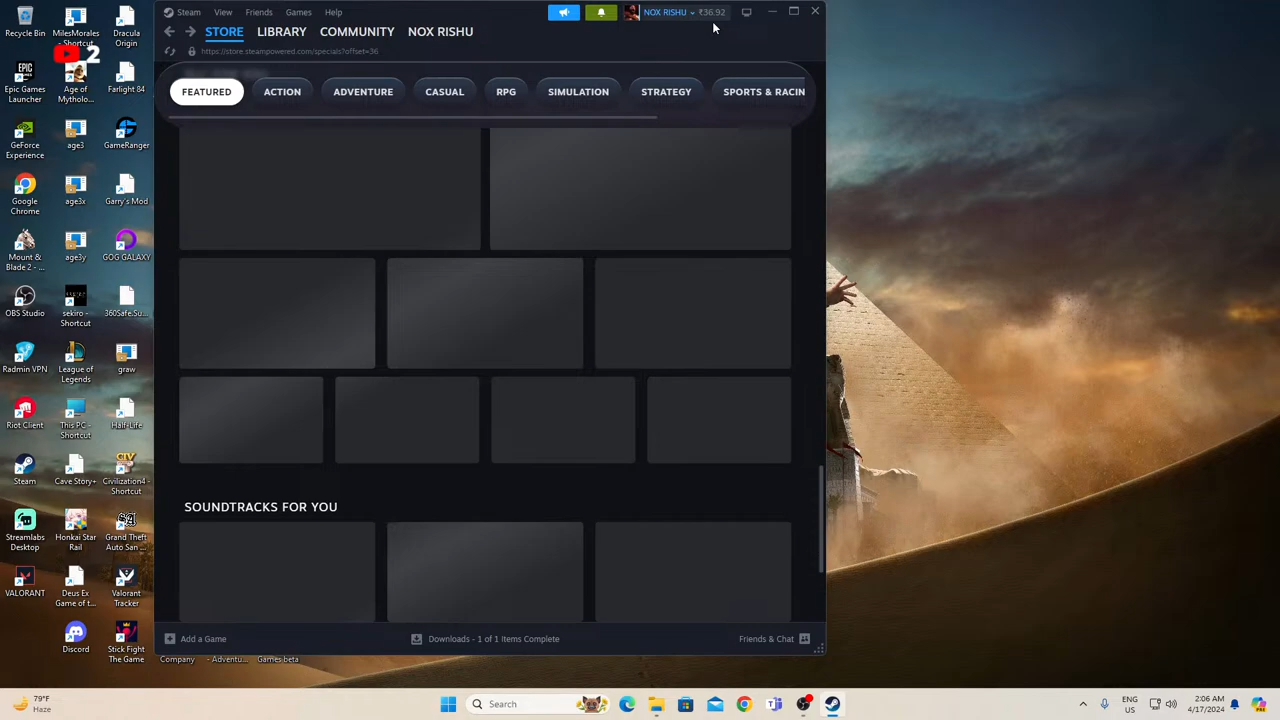 Recycle Bin
MilesMorales - Shortcut
Dracula Origin
2
Epic Games Launcher
Age of Mytholo...
Farlight 84
GeForce Experience
age3
GameRanger
Google Chrome
age3x
Garry's Mod
Mount & Blade 2 - ...
age3y
GOG GALAXY
OBS Studio
sekiro - Shortcut
360Safe.Su...
Radmin VPN
League of Legends
graw
Riot Client
This PC - Shortcut
Half-Life
Steam
Cave Story+
Civilization4 - Shortcut
Streamlabs Desktop
Honkai Star Rail
Grand Theft Auto San ...
VALORANT
Deus Ex Game of t...
Valorant Tracker
Discord
Stick Fight The Game
Company
- Adventu...
Games beta
Steam View Friends Games Help
NOX RISHU ₹36.92
STORE LIBRARY COMMUNITY NOX RISHU
https://store.steampowered.com/specials?offset=36
FEATURED ACTION ADVENTURE CASUAL RPG SIMULATION STRATEGY SPORTS & RACIN
SOUNDTRACKS FOR YOU
Add a Game Downloads - 1 of 1 Items Complete Friends & Chat
79°F
Haze
Search
ENG
US
2:06 AM
4/17/2024